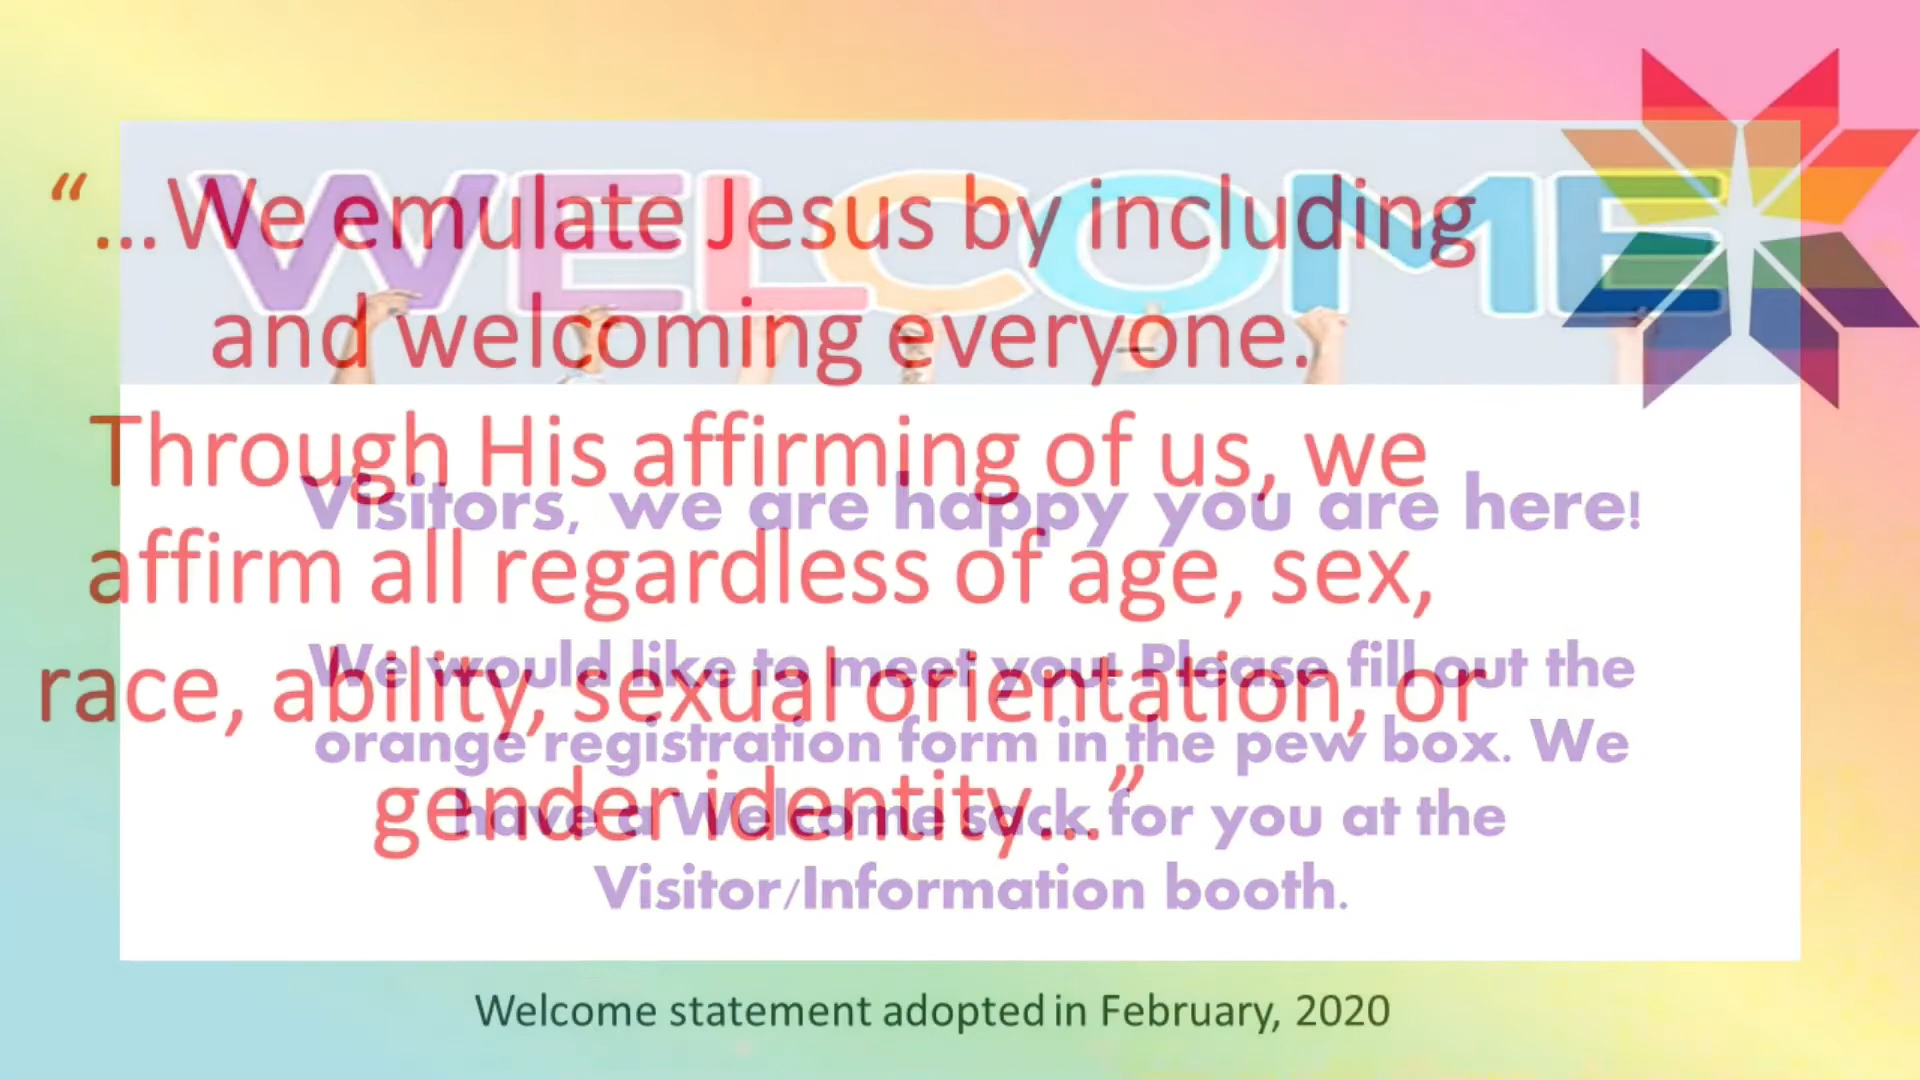 WELCOME
“...We emulate Jesus by including
and welcoming everyone.
Through His affirming of us, we
affirm all regardless of age, sex,
race, ability, sexual orientation, or
gender identity...”
Visitors, we are happy you are here!
We would like to meet you! Please fill out the
orange registration form in the pew box. We
have a Welcome sack for you at the
Visitor/Information booth.
Welcome statement adopted in February, 2020